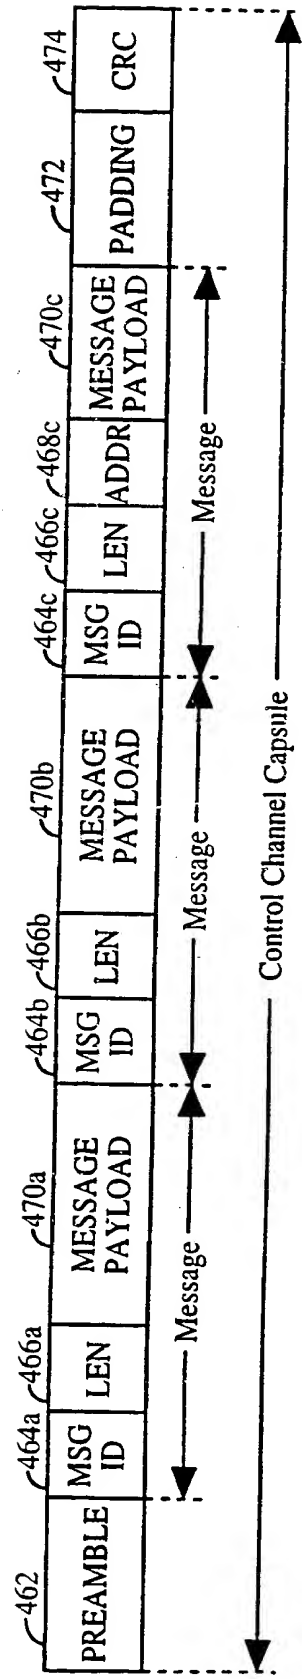 462
464a
466a
470a
464b
466b
470b
464c
466c
468c
470c
472
474
PREAMBLE
MSG
ID
LEN
MESSAGE
PAYLOAD
MSG
ID
LEN
MESSAGE
PAYLOAD
MSG
ID
LEN
ADDR
MESSAGE
PAYLOAD
PADDING
CRC
Message
Message
Message
Control Channel Capsule